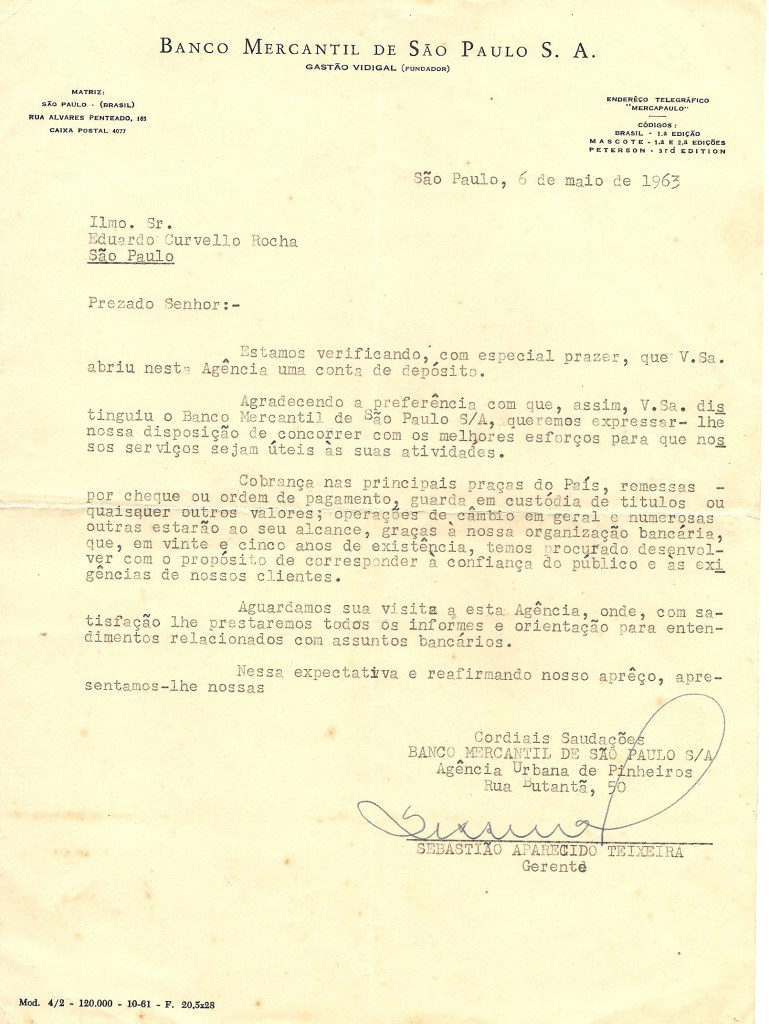 BANCO MERCANTIL DE SÃO PAULO S. A.
GASTÃO VIDIGAL (FUNDADOR)
MATRIZ:
SÃO PAULO - (BRASIL)
RUA ALVARES PENTEADO, 165
CAIXA POSTAL 4077
ENDERÊÇO TELEGRÁFICO
"MERCAPAULO"
CÓDIGOS:
BRASIL - 1.ª EDIÇÃO
MASCOTE - 1.ª E 2.ª EDIÇÕES
PETERSON - 3rd EDITION
São Paulo, 6 de maio de 1963
Ilmo. Sr.
Eduardo Curvello Rocha
São Paulo
Prezado Senhor:-
Estamos verificando, com especial prazer, que V.Sa.
abriu nesta Agência uma conta de depósito.
Agradecendo a preferência com que, assim, V.Sa. dis
tinguiu o Banco Mercantil de São Paulo S/A, queremos expressar-lhe
nossa disposição de concorrer com os melhores esforços para que nos
sos serviços sejam úteis às suas atividades.
Cobrança nas principais praças do País, remessas -
por cheque ou ordem de pagamento, guarda em custódia de titulos ou
quaisquer outros valores; operações de câmbio em geral e numerosas
outras estarão ao seu alcance, graças à nossa organização bancária,
que, em vinte e cinco anos de existência, temos procurado desenvol-
ver com o propósito de corresponder à confiança do público e às exi
gências de nossos clientes.
Aguardamos sua visita a esta Agência, onde, com sa-
tisfação lhe prestaremos todos os informes e orientação para enten-
dimentos relacionados com assuntos bancários.
Nessa expectativa e reafirmando nosso aprêço, apre-
sentamos-lhe nossas
Cordiais Saudações
BANCO MERCANTIL DE SÃO PAULO S/A
Agência Urbana de Pinheiros
Rua Butantã, 50
SEBASTIÃO APARECIDO TEIXEIRA
Gerente
Mod. 4/2 - 120.000 - 10-61 - F. 20,5x28